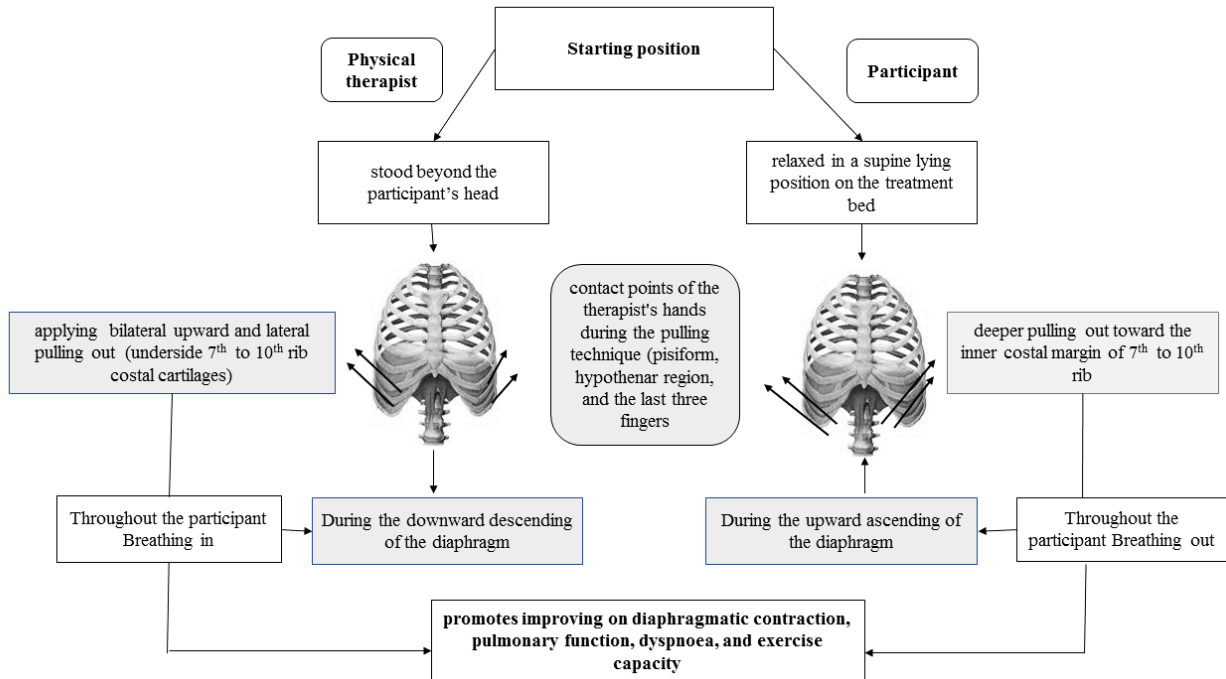 Starting position
Physical
therapist
Participant
stood beyond the
participant’s head
relaxed in a supine lying
position on the treatment
bed
applying bilateral upward and lateral
pulling out (underside 7th to 10th rib
costal cartilages)
contact points of the
therapist's hands
during the pulling
technique (pisiform,
hypothenar region,
and the last three
fingers
deeper pulling out toward the
inner costal margin of 7th to 10th
rib
Throughout the participant
Breathing in
During the downward descending
of the diaphragm
During the upward ascending of
the diaphragm
Throughout the
participant Breathing out
promotes improving on diaphragmatic contraction,
pulmonary function, dyspnoea, and exercise
capacity